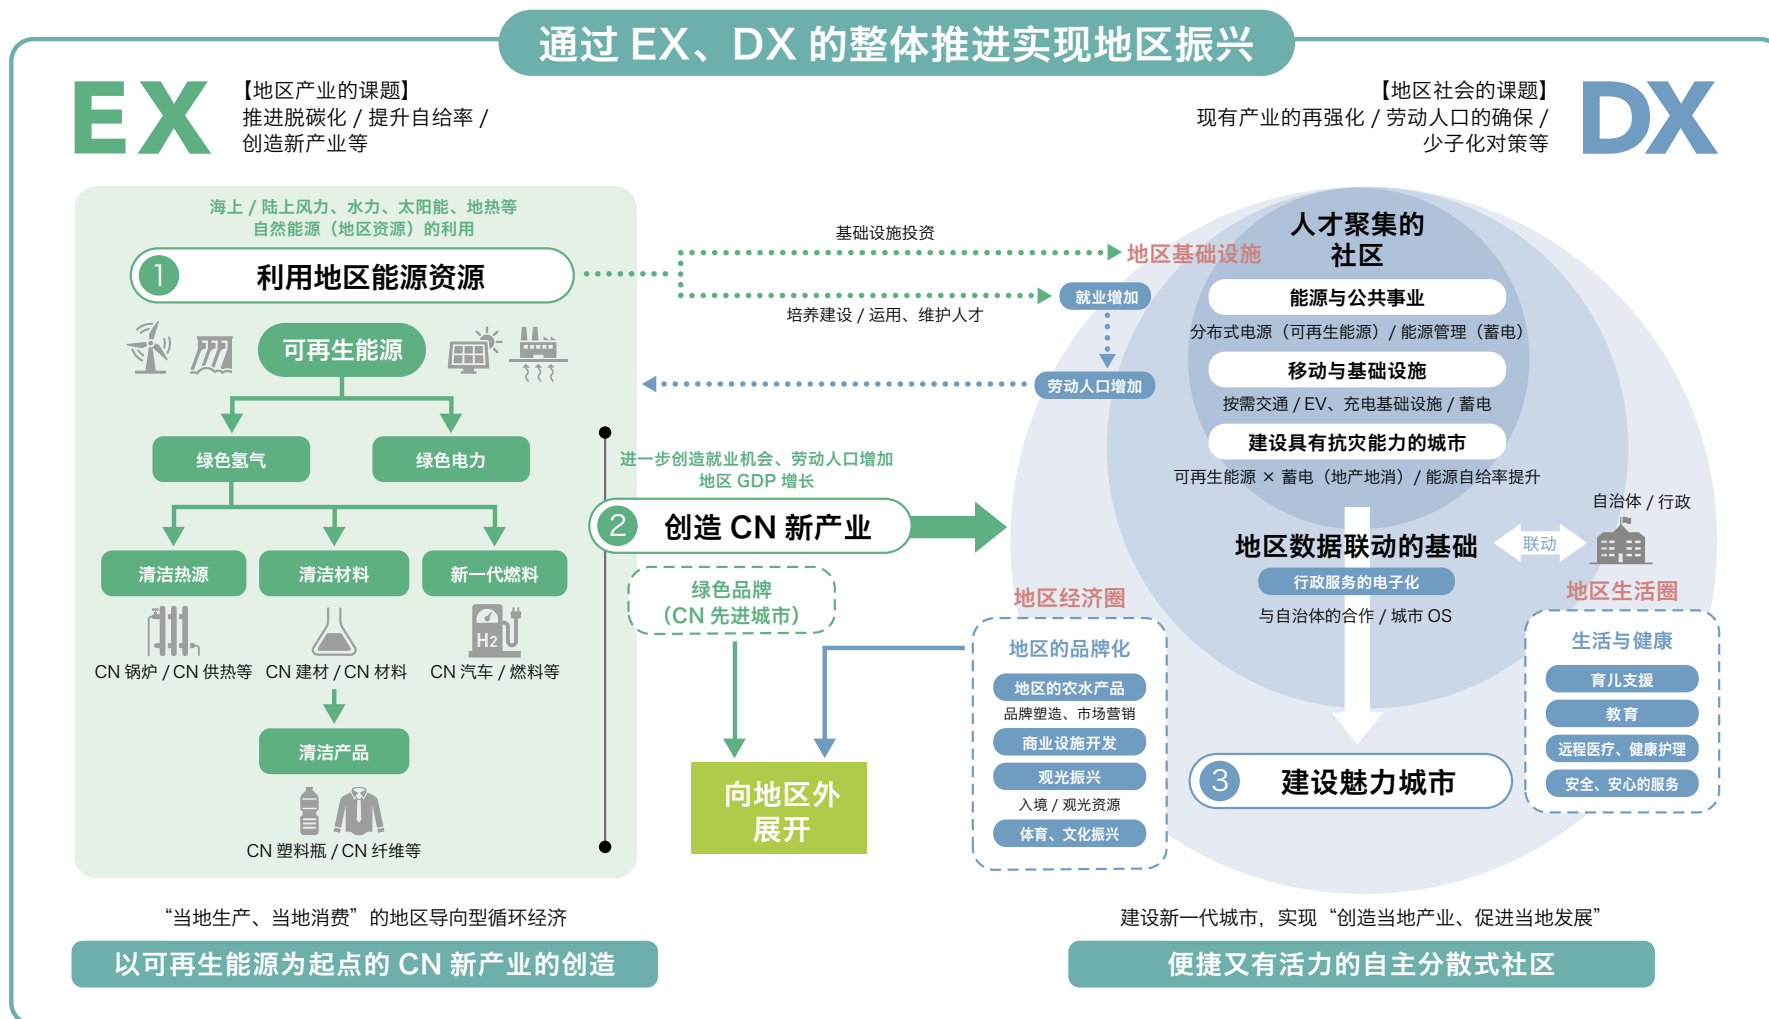 通过 EX、DX 的整体推进实现地区振兴
EX
【地区产业的课题】
推进脱碳化 / 提升自给率 /
创造新产业等
【地区社会的课题】
现有产业的再强化 / 劳动人口的确保 /
少子化对策等
DX
海上 / 陆上风力、水力、太阳能、地热等
自然能源（地区资源）的利用
1 利用地区能源资源
可再生能源
绿色氢气
绿色电力
清洁热源
清洁材料
新一代燃料
H2
CN 锅炉 / CN 供热等
CN 建材 / CN 材料
CN 汽车 / 燃料等
清洁产品
CN 塑料瓶 / CN 纤维等
基础设施投资
培养建设 / 运用、维护人才
地区基础设施
就业增加
劳动人口增加
进一步创造就业机会、劳动人口增加
地区 GDP 增长
2 创造 CN 新产业
绿色品牌
（CN 先进城市）
向地区外
展开
人才聚集的
社区
能源与公共事业
分布式电源（可再生能源）/ 能源管理（蓄电）
移动与基础设施
按需交通 / EV、充电基础设施 / 蓄电
建设具有抗灾能力的城市
可再生能源 × 蓄电（地产地消）/ 能源自给率提升
地区数据联动的基础
行政服务的电子化
与自治体的合作 / 城市 OS
联动
自治体 / 行政
地区经济圈
地区的品牌化
地区的农水产品
品牌塑造、市场营销
商业设施开发
观光振兴
入境 / 观光资源
体育、文化振兴
3 建设魅力城市
地区生活圈
生活与健康
育儿支援
教育
远程医疗、健康护理
安全、安心的服务
“当地生产、当地消费”的地区导向型循环经济
以可再生能源为起点的 CN 新产业的创造
建设新一代城市，实现“创造当地产业、促进当地发展”
便捷又有活力的自主分散式社区